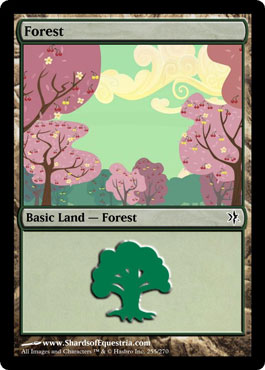 Forest
Basic Land — Forest
www.ShardsofEquestria.com
All Images and Characters ™ & © Hasbro Inc. 255/270